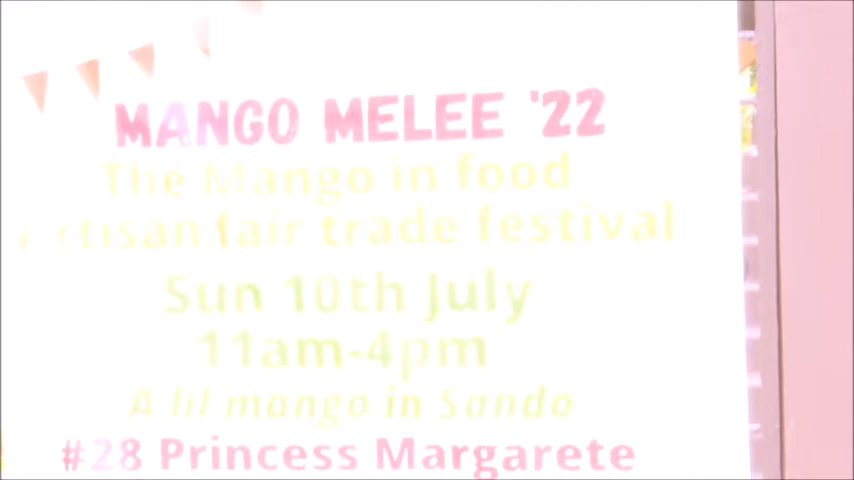 MANGO MELEE '22
The Mango in food
Artisan fair trade festival
Sun 10th July
11am-4pm
A lil mango in Sando
#28 Princess Margarete